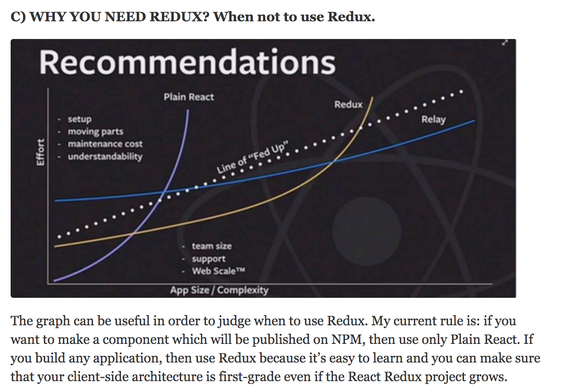 C) WHY YOU NEED REDUX? When not to use Redux.
Recommendations
Plain React
Redux
Relay
- setup
- moving parts
- maintenance cost
- understandability
Effort
Line of "Fed Up"
- team size
- support
- Web Scale™
App Size / Complexity
The graph can be useful in order to judge when to use Redux. My current rule is: if you
want to make a component which will be published on NPM, then use only Plain React. If
you build any application, then use Redux because it's easy to learn and you can make sure
that your client-side architecture is first-grade even if the React Redux project grows.